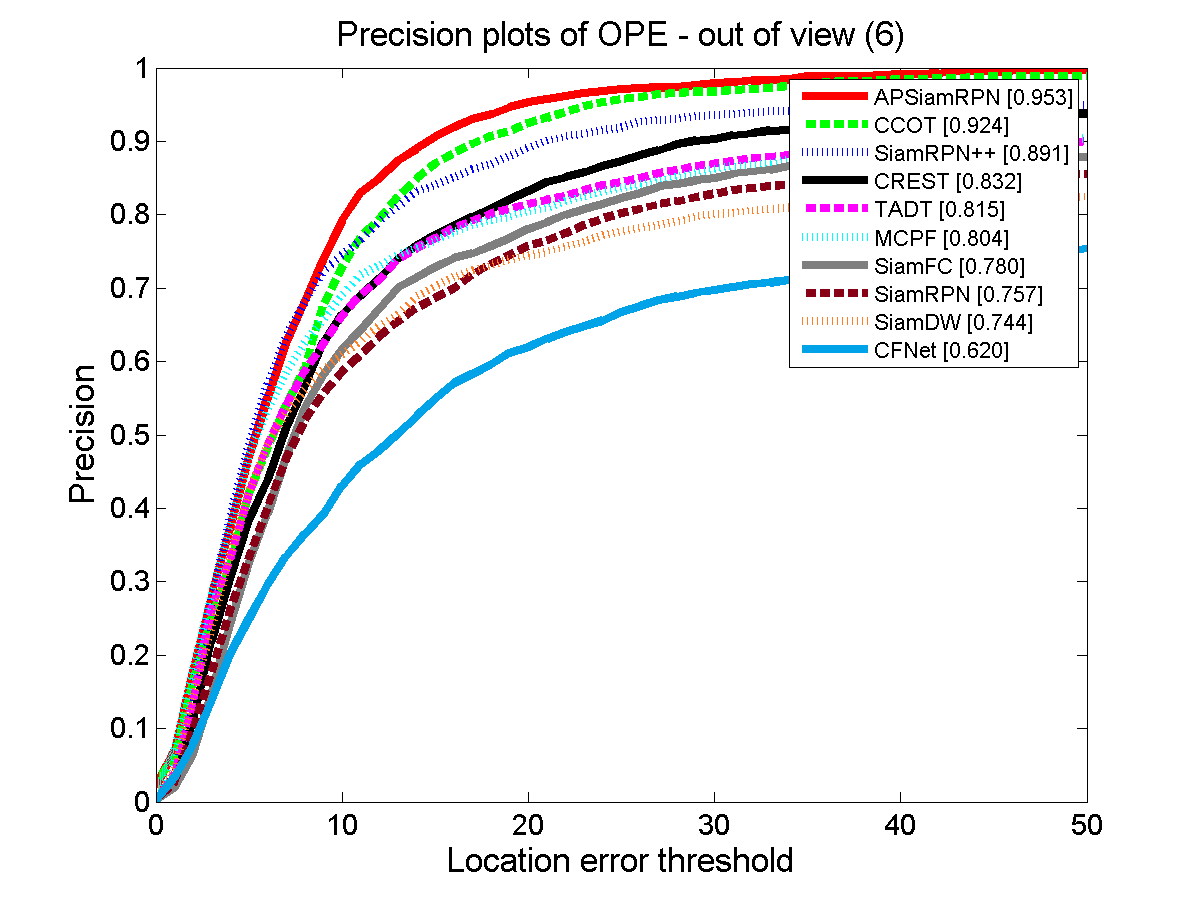 Precision plots of OPE - out of view (6)
1
0.9
0.8
0.7
0.6
0.5
0.4
0.3
0.2
0.1
0
Precision
APSiamRPN [0.953]
CCOT [0.924]
SiamRPN++ [0.891]
CREST [0.832]
TADT [0.815]
MCPF [0.804]
SiamFC [0.780]
SiamRPN [0.757]
SiamDW [0.744]
CFNet [0.620]
0 10 20 30 40 50
Location error threshold